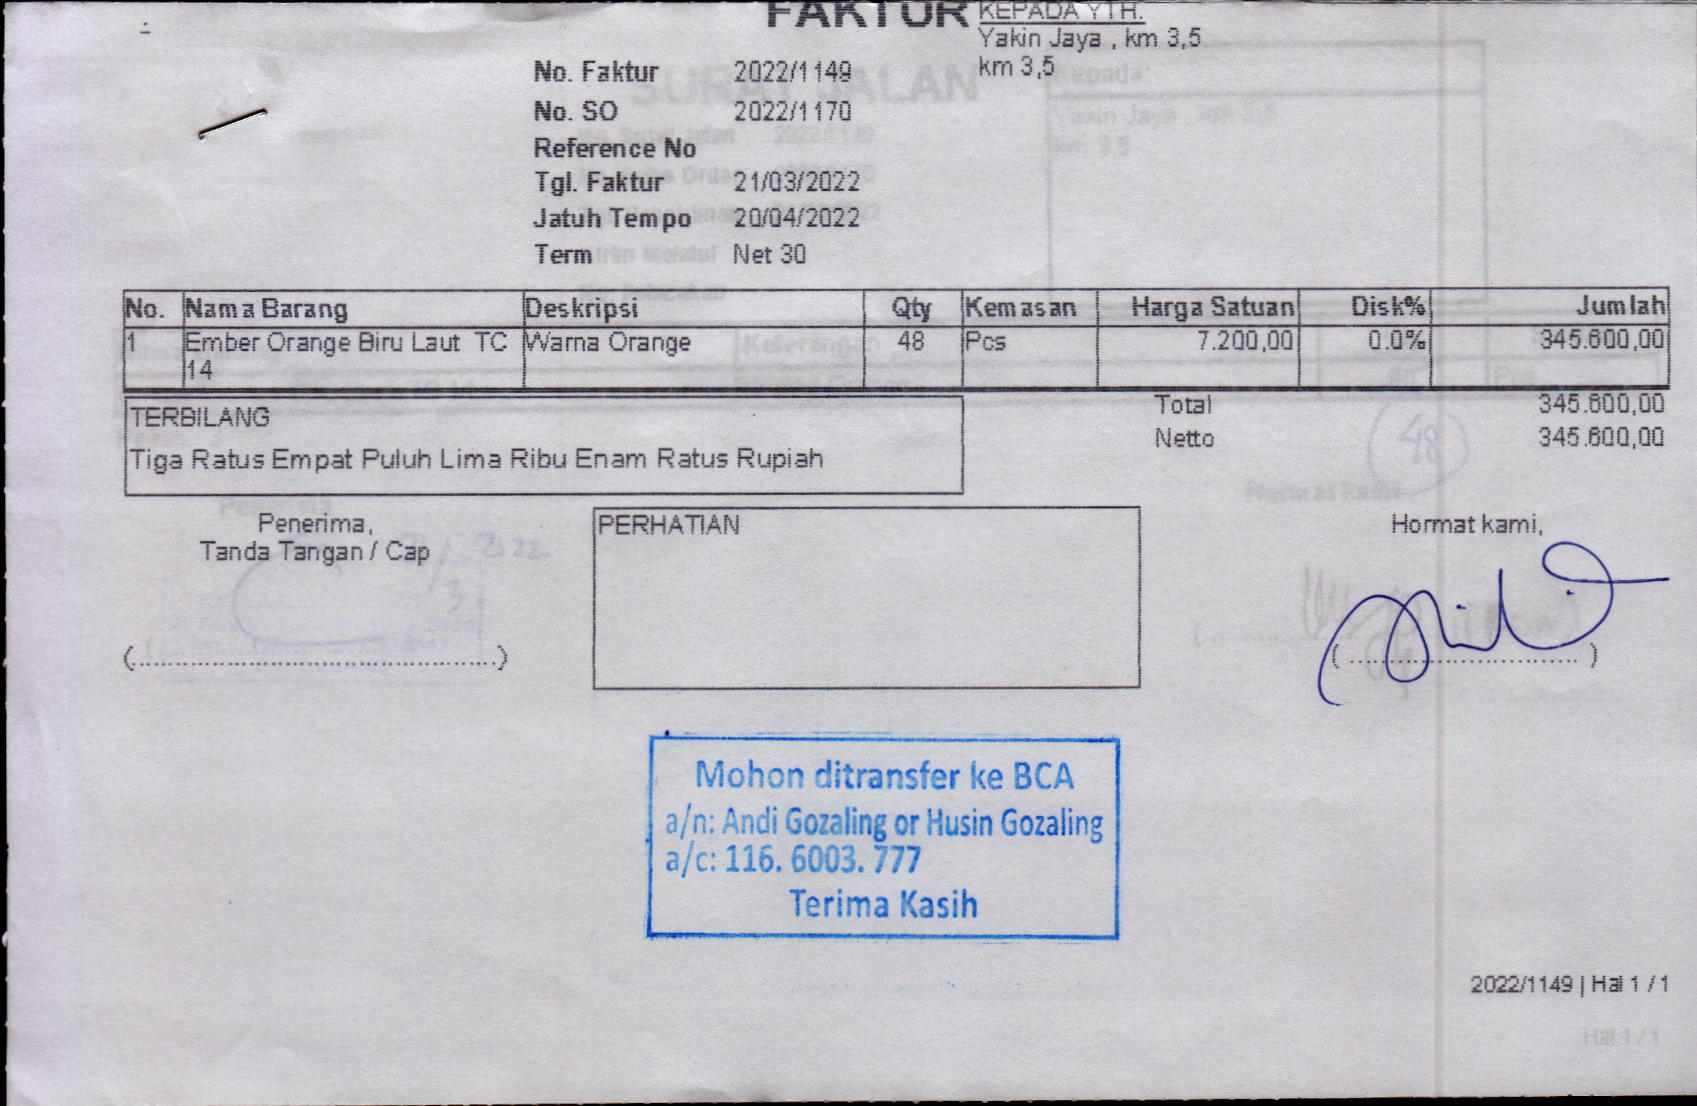 FAKTUR
KEPADA YTH.
Yakin Jaya , km 3,5
km 3,5
No. Faktur 2022/1149
No. SO 2022/1170
Reference No
Tgl. Faktur 21/03/2022
Jatuh Tempo 20/04/2022
Term Net 30
No. Nama Barang Deskripsi Qty Kemasan Harga Satuan Disk% Jumlah
1 Ember Orange Biru Laut TC Warna Orange 48 Pcs 7.200,00 0.0% 345.600,00
14
TERBILANG
Tiga Ratus Empat Puluh Lima Ribu Enam Ratus Rupiah
Total 345.600,00
Netto 345.600,00
Penerima,
Tanda Tangan / Cap
(..................................................)
PERHATIAN
Hormat kami,
( ................................ )
Mohon ditransfer ke BCA
a/n: Andi Gozaling or Husin Gozaling
a/c: 116. 6003. 777
Terima Kasih
2022/1149 | Hal 1 / 1
Hal 1 / 1